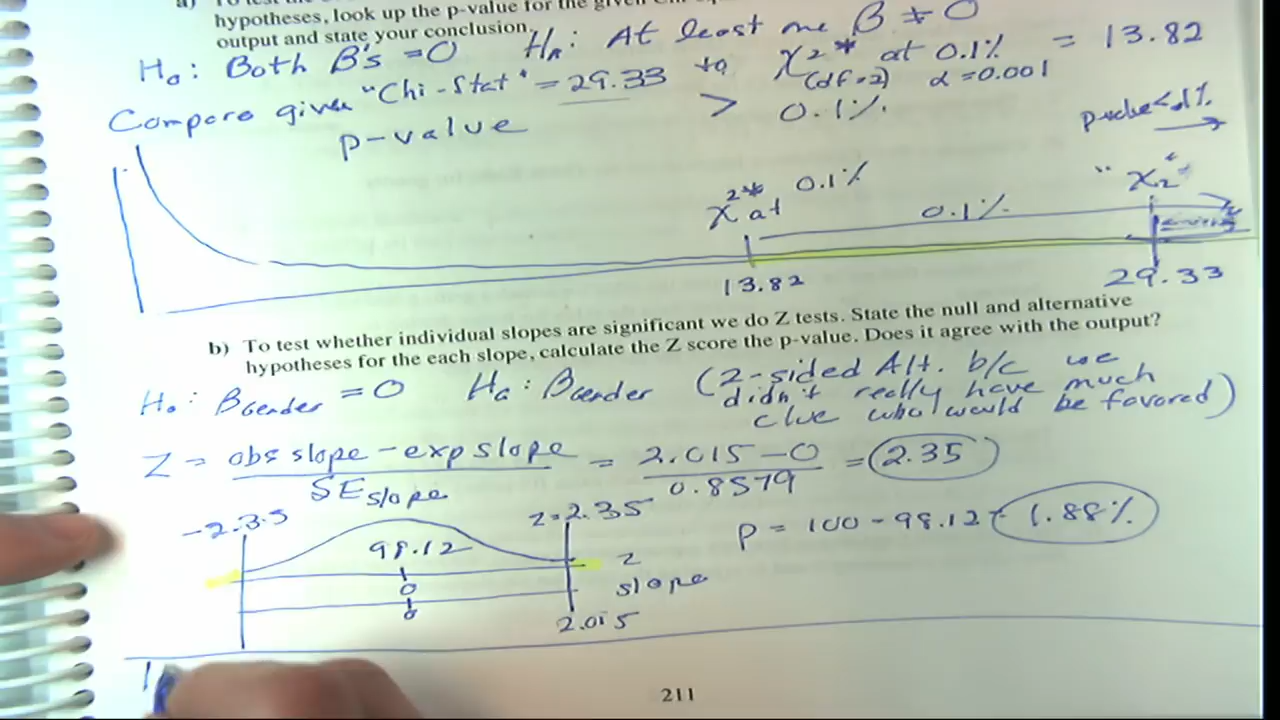 hypotheses, look up the p-value for the given
output and state your conclusion.
H₀: Both B's = 0 Hₐ: At least one B ≠ 0
Compare given "Chi-Stat" = 29.33 to χ2* at 0.1% = 13.82
(df=2) α=0.001
p-value > 0.1%
p-value<.1%
χ2* at 0.1%
0.1%
"χ2"
13.82
29.33
b) To test whether individual slopes are significant we do Z tests. State the null and alternative
hypotheses for the each slope, calculate the Z score the p-value. Does it agree with the output?
H₀: BGender = 0 Ha: BGender (2-sided Alt. b/c we
didn't really have much
clue who would be favored)
Z = obs slope - exp slope / SE slope = 2.015 - 0 / 0.8579 = 2.35
-2.35
Z=2.35
98.12
p = 100 - 98.12 = 1.88%
Z
0
slope
0
2.015
211